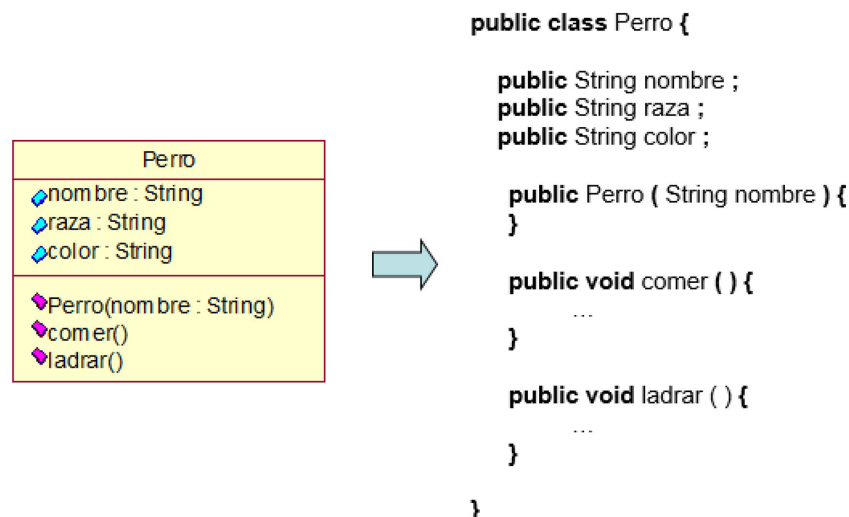 Perro
nombre : String
raza : String
color : String
Perro(nombre : String)
comer()
ladrar()
public class Perro {
public String nombre ;
public String raza ;
public String color ;
public Perro ( String nombre ) {
}
public void comer ( ) {
...
}
public void ladrar ( ) {
...
}
}